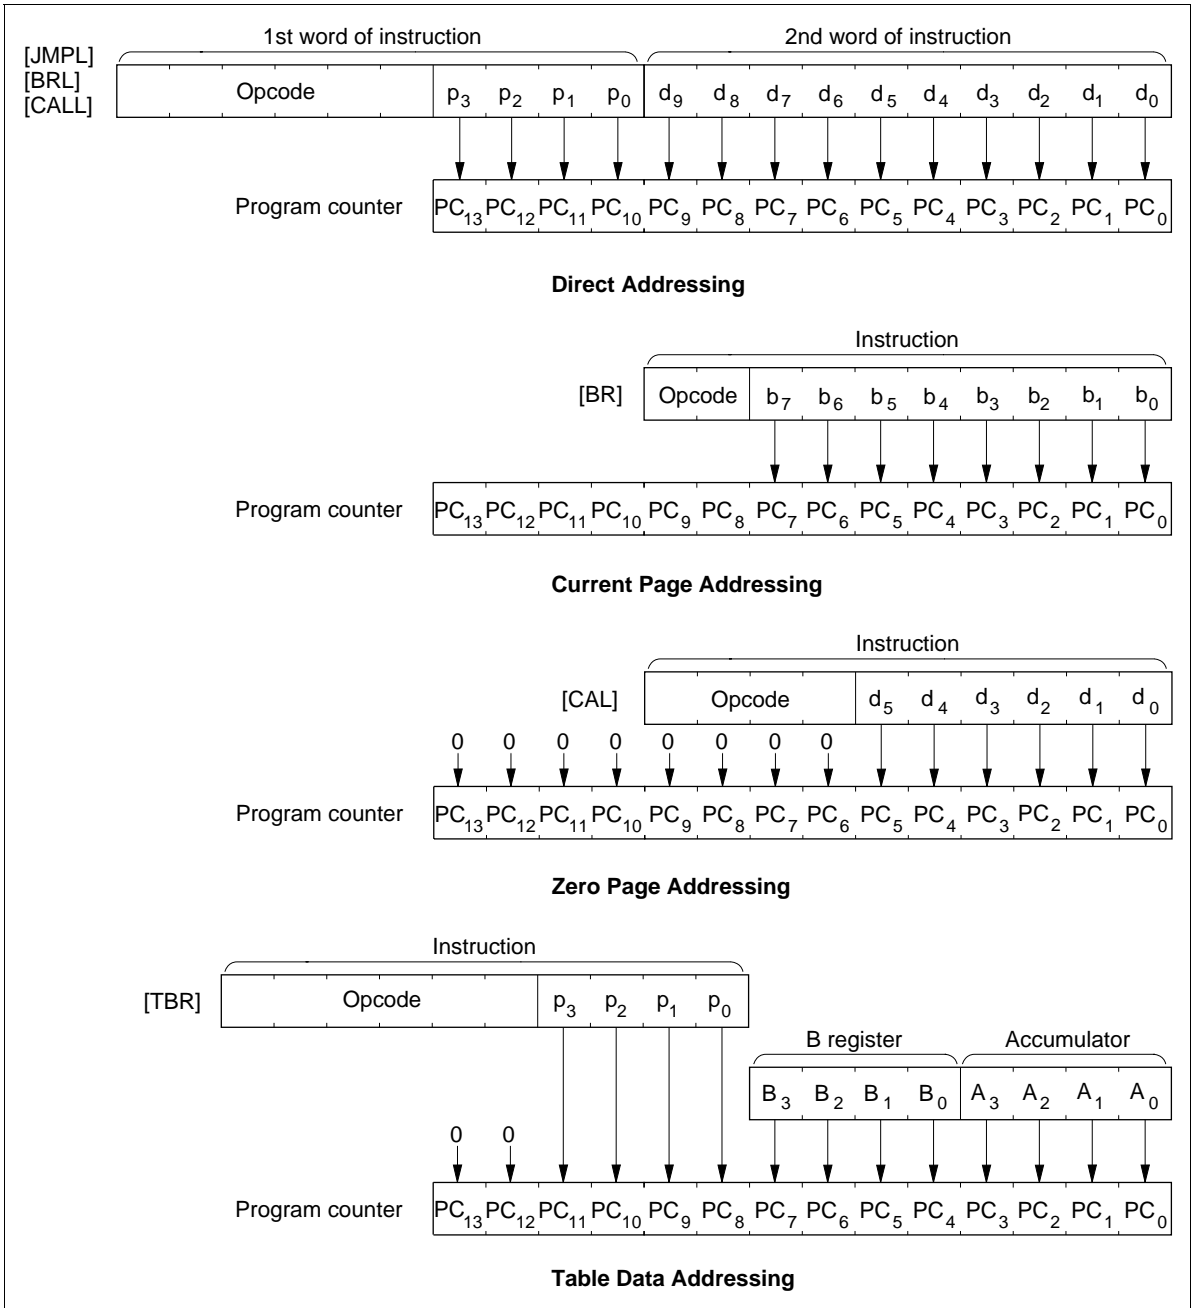 1st word of instruction 2nd word of instruction
[JMPL]
[BRL]
[CALL]
Opcode p3 p2 p1 p0 d9 d8 d7 d6 d5 d4 d3 d2 d1 d0
Program counter PC13 PC12 PC11 PC10 PC9 PC8 PC7 PC6 PC5 PC4 PC3 PC2 PC1 PC0
Direct Addressing
Instruction
[BR] Opcode b7 b6 b5 b4 b3 b2 b1 b0
Program counter PC13 PC12 PC11 PC10 PC9 PC8 PC7 PC6 PC5 PC4 PC3 PC2 PC1 PC0
Current Page Addressing
Instruction
[CAL] Opcode d5 d4 d3 d2 d1 d0
0 0 0 0 0 0 0 0
Program counter PC13 PC12 PC11 PC10 PC9 PC8 PC7 PC6 PC5 PC4 PC3 PC2 PC1 PC0
Zero Page Addressing
Instruction
[TBR] Opcode p3 p2 p1 p0
B register Accumulator
B3 B2 B1 B0 A3 A2 A1 A0
0 0
Program counter PC13 PC12 PC11 PC10 PC9 PC8 PC7 PC6 PC5 PC4 PC3 PC2 PC1 PC0
Table Data Addressing